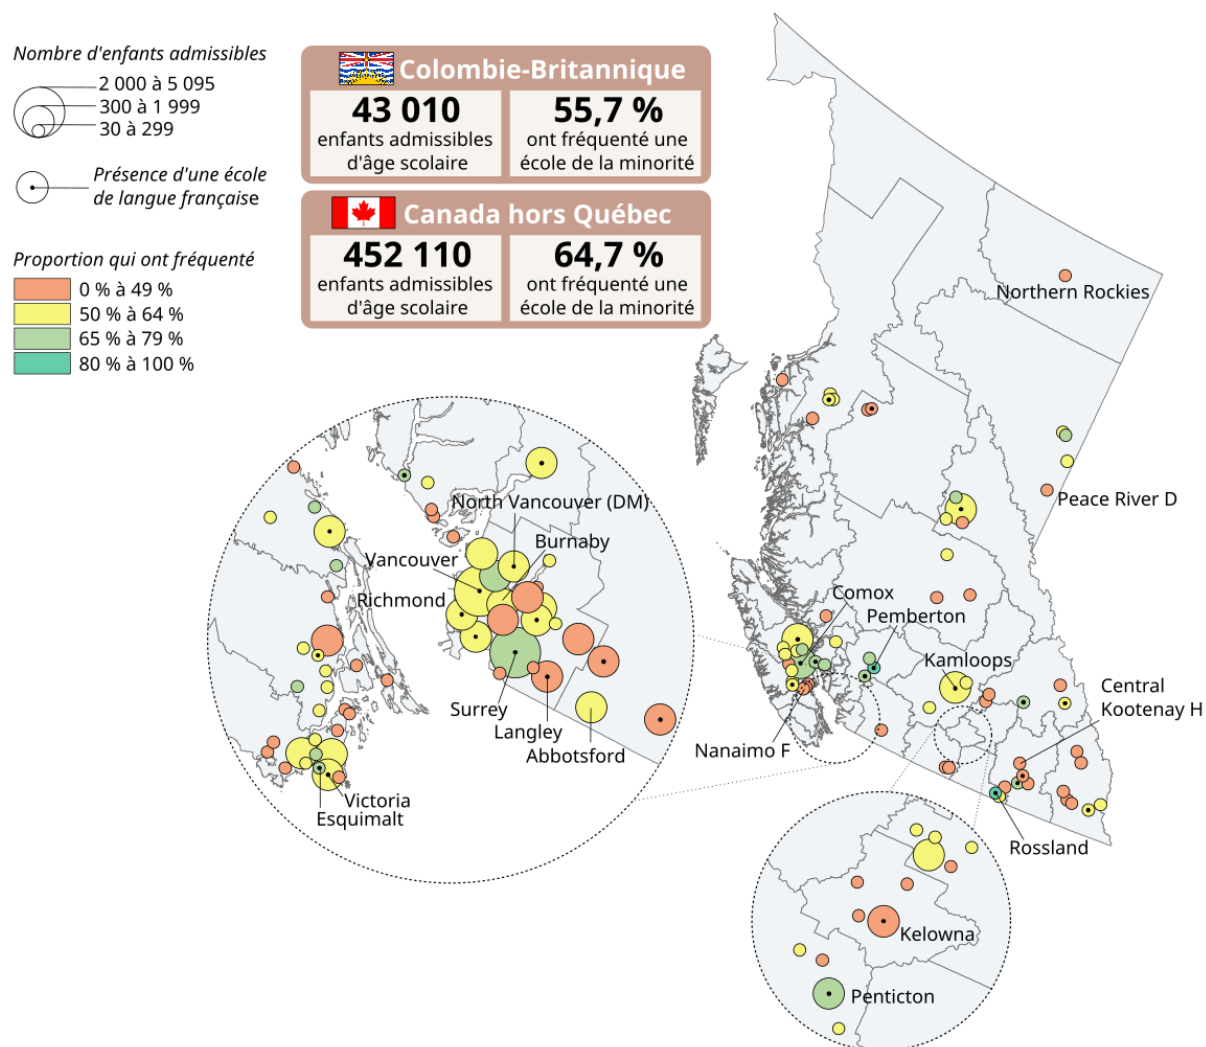 Nombre d'enfants admissibles
2 000 à 5 095
300 à 1 999
30 à 299
Présence d'une école
de langue française
Proportion qui ont fréquenté
0 % à 49 %
50 % à 64 %
65 % à 79 %
80 % à 100 %
Colombie-Britannique
43 010
enfants admissibles
d'âge scolaire
55,7 %
ont fréquenté une
école de la minorité
Canada hors Québec
452 110
enfants admissibles
d'âge scolaire
64,7 %
ont fréquenté une
école de la minorité
Northern Rockies
Peace River D
Comox
Pemberton
Kamloops
Central
Kootenay H
Nanaimo F
Rossland
North Vancouver (DM)
Burnaby
Vancouver
Richmond
Surrey
Langley
Abbotsford
Victoria
Esquimalt
Kelowna
Penticton